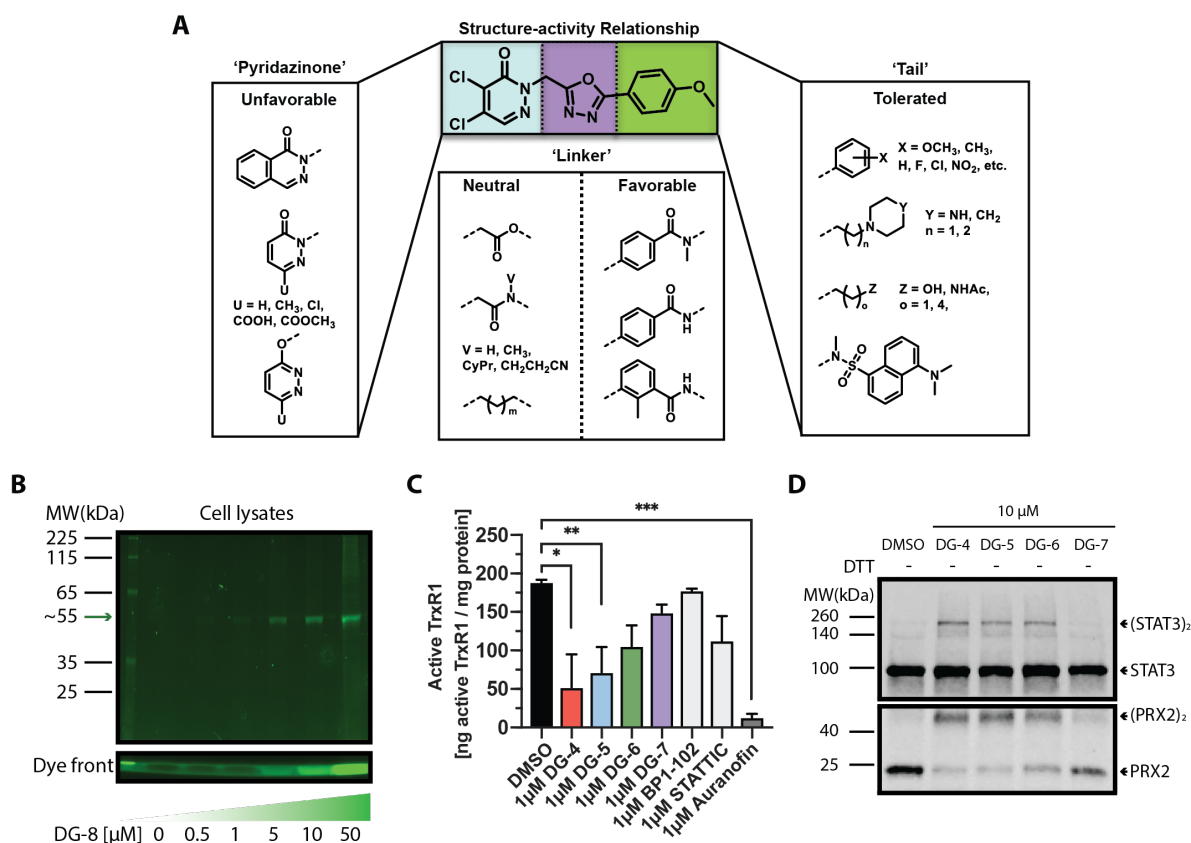 A
Structure-activity Relationship
'Pyridazinone'
Unfavorable
O
N
N
O
N
N
U
U = H, CH3, Cl,
COOH, COOCH3
O
N
N
U
O
Cl
Cl
N
N
O
N
N
O
'Linker'
Neutral
O
O
V
N
O
V = H, CH3,
CyPr, CH2CH2CN
m
Favorable
O
N
O
N
H
H
N
O
'Tail'
Tolerated
X
X = OCH3, CH3,
H, F, Cl, NO2, etc.
Y
N
n
Y = NH, CH2
n = 1, 2
Z
o
Z = OH, NHAc,
o = 1, 4,
N
O
S
O
N
B
MW(kDa)
Cell lysates
225
115
65
~55
35
25
Dye front
DG-8 [µM] 0 0.5 1 5 10 50
C
Active TrxR1
[ng active TrxR1 / mg protein]
250
200
150
100
50
0
***
**
*
DMSO
1µM DG-4
1µM DG-5
1µM DG-6
1µM DG-7
1µM BP1-102
1µM STATTIC
1µM Auranofin
D
10 µM
DMSO DG-4 DG-5 DG-6 DG-7
DTT - - - - -
MW(kDa)
260
140
100
(STAT3)2
STAT3
40
25
(PRX2)2
PRX2